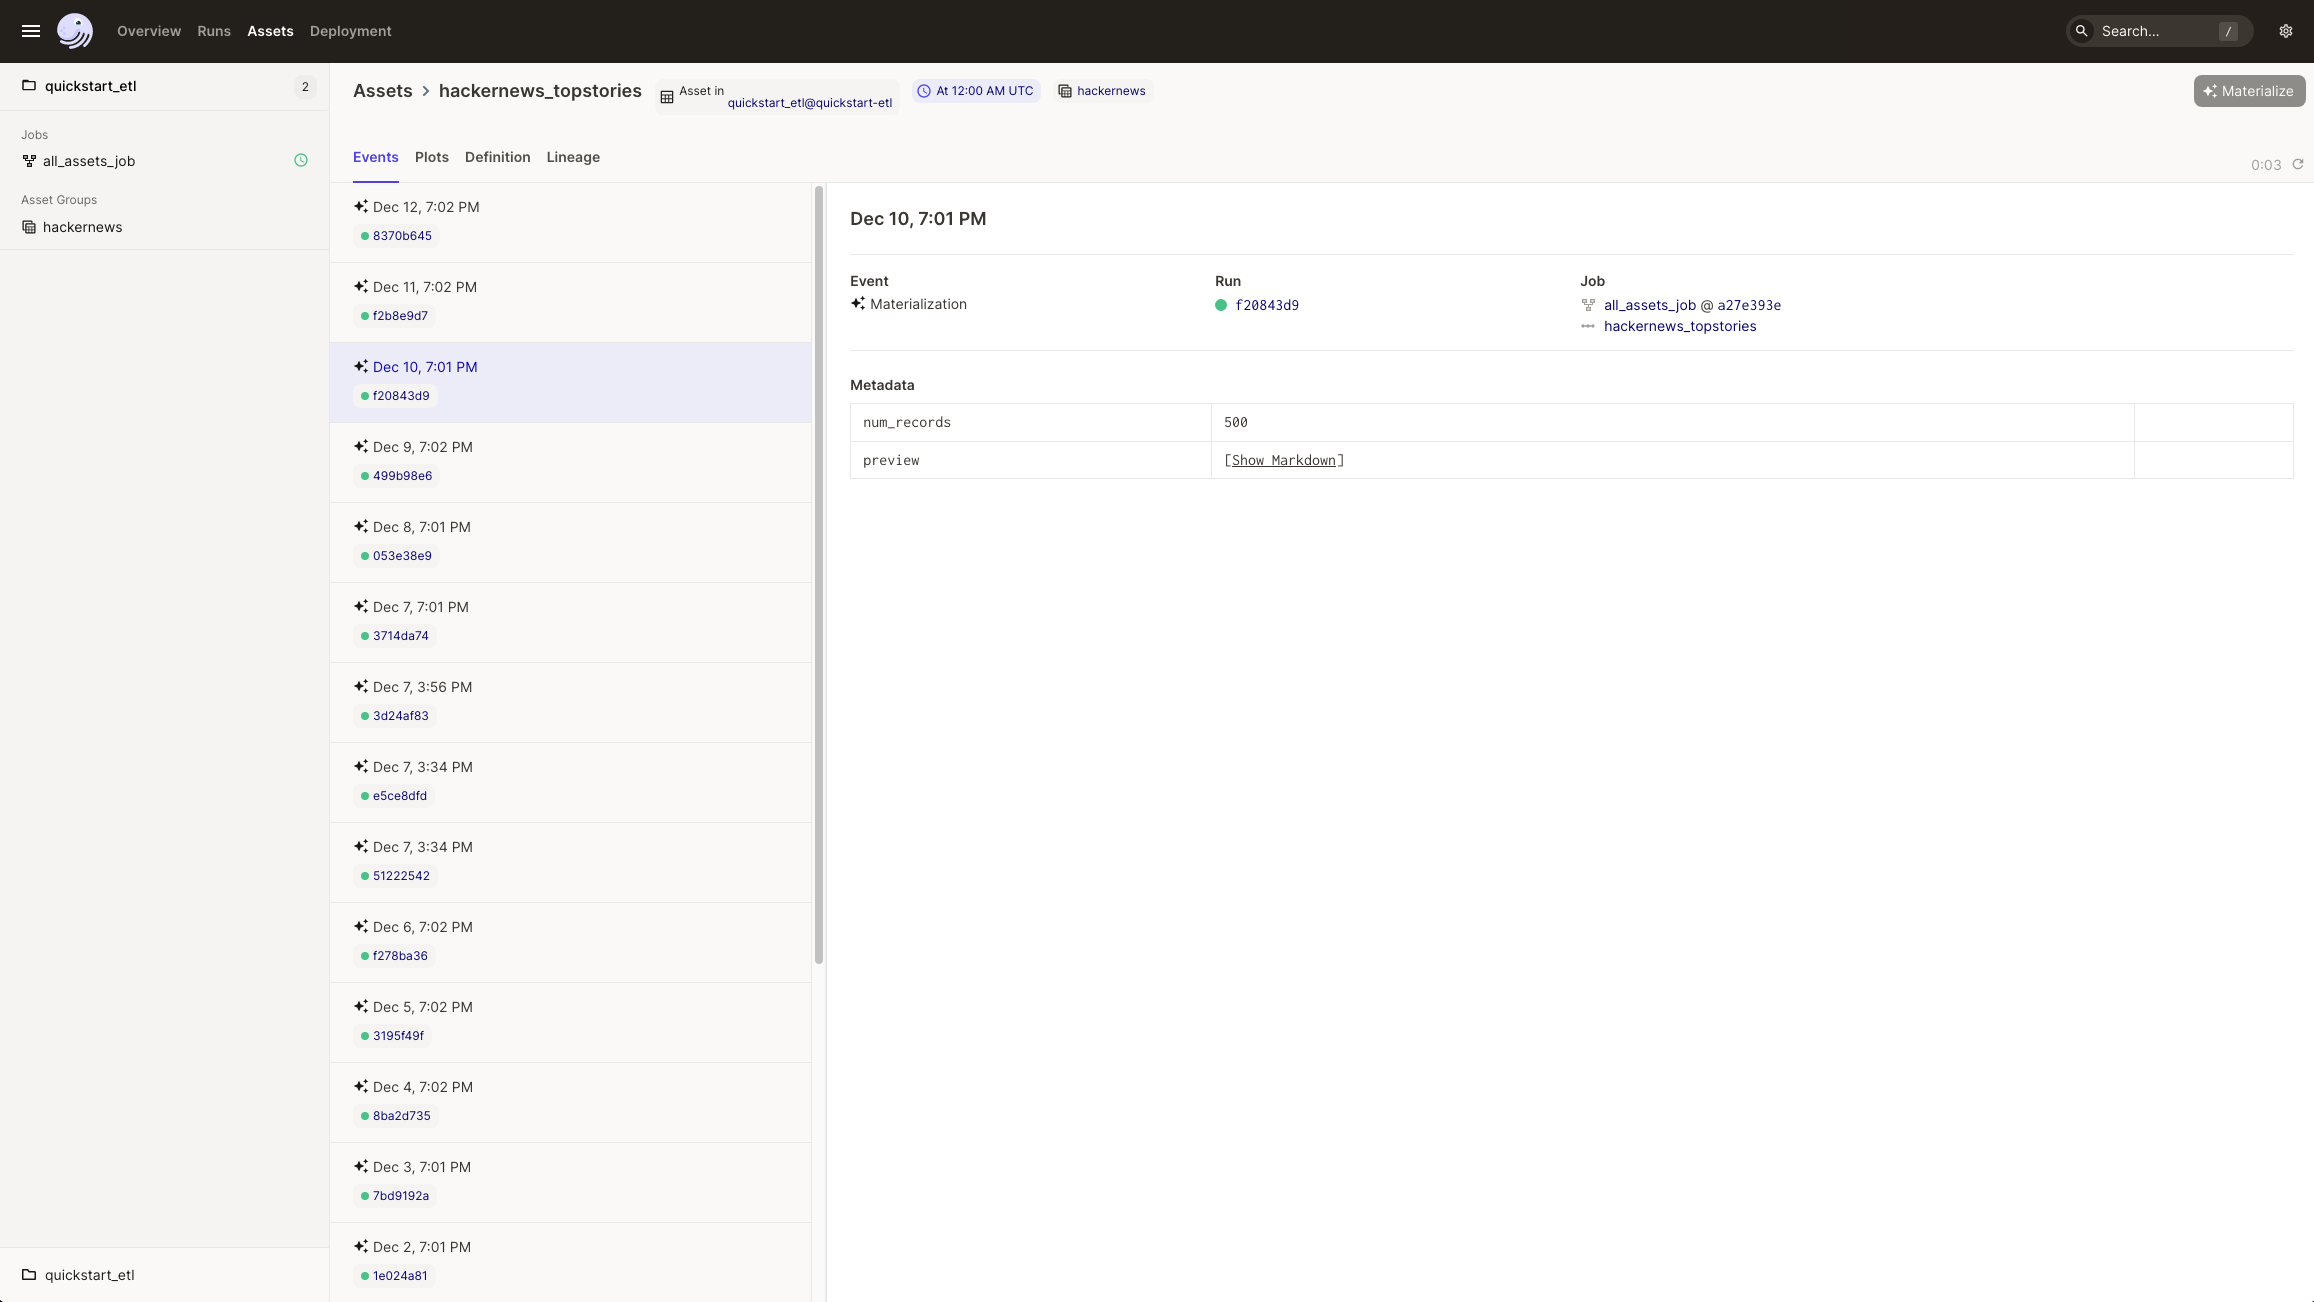 Overview Runs Assets Deployment
Search... /
quickstart_etl 2
Jobs
all_assets_job
Asset Groups
hackernews
quickstart_etl
Assets > hackernews_topstories
Asset in
quickstart_etl@quickstart-etl
At 12:00 AM UTC
hackernews
Materialize
Events Plots Definition Lineage
0:03
Dec 12, 7:02 PM
8370b645
Dec 11, 7:02 PM
f2b8e9d7
Dec 10, 7:01 PM
f20843d9
Dec 9, 7:02 PM
499b98e6
Dec 8, 7:01 PM
053e38e9
Dec 7, 7:01 PM
3714da74
Dec 7, 3:56 PM
3d24af83
Dec 7, 3:34 PM
e5ce8dfd
Dec 7, 3:34 PM
51222542
Dec 6, 7:02 PM
f278ba36
Dec 5, 7:02 PM
3195f49f
Dec 4, 7:02 PM
8ba2d735
Dec 3, 7:01 PM
7bd9192a
Dec 2, 7:01 PM
1e024a81
Dec 10, 7:01 PM
Event Run Job
Materialization f20843d9 all_assets_job @ a27e393e
hackernews_topstories
Metadata
num_records 500
preview [Show Markdown]